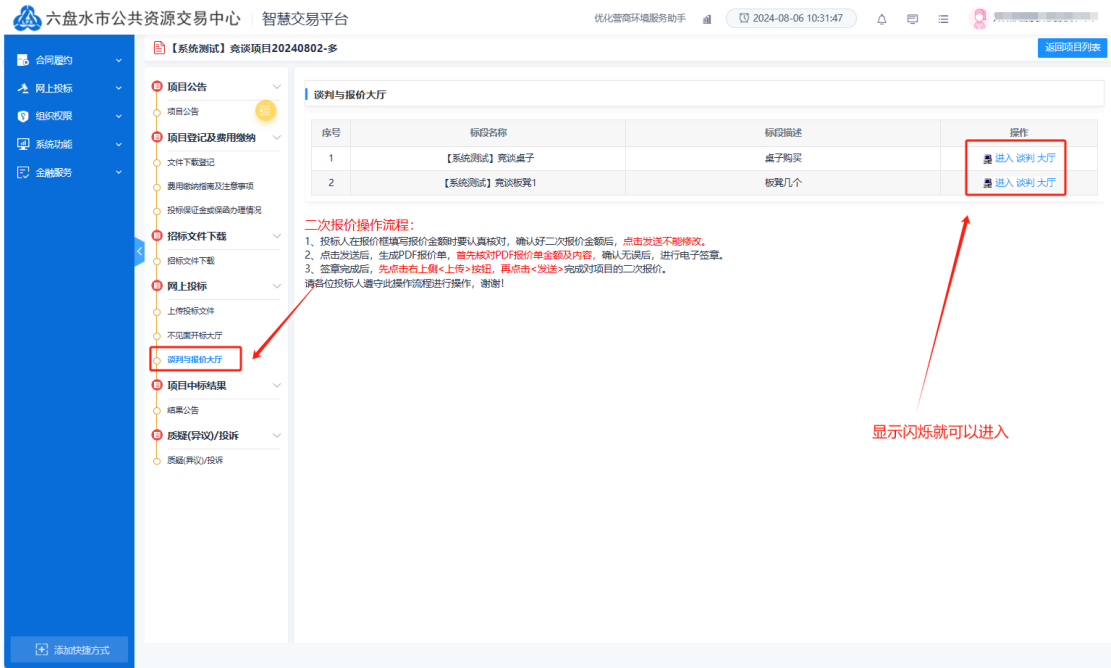 六盘水市公共资源交易中心 智慧交易平台
优化营商环境服务助手 2024-08-06 10:31:47
合同履约
网上投标
组织权限
系统功能
金融服务
添加快捷方式
【系统测试】竞谈项目20240802-多 返回项目列表
项目公告
项目公告
项目登记及费用缴纳
文件下载登记
费用缴纳指南及注意事项
投标保证金或保函办理情况
招标文件下载
招标文件下载
网上投标
上传投标文件
不见面开标大厅
谈判与报价大厅
项目中标结果
结果公告
质疑(异议)/投诉
质疑(异议)/投诉
谈判与报价大厅
序号 标段名称 标段描述 操作
1 【系统测试】竞谈桌子 桌子购买 进入 谈判 大厅
2 【系统测试】竞谈板凳1 板凳几个 进入 谈判 大厅
二次报价操作流程：
1、投标人在报价框填写报价金额时要认真核对，确认好二次报价金额后，点击发送不能修改。
2、点击发送后，生成PDF报价单，首先核对PDF报价单金额及内容，确认无误后，进行电子签章。
3、签章完成后，先点击右上侧<上传>按钮，再点击<发送>完成对项目的二次报价。
请各位投标人遵守此操作流程进行操作，谢谢！
显示闪烁就可以进入